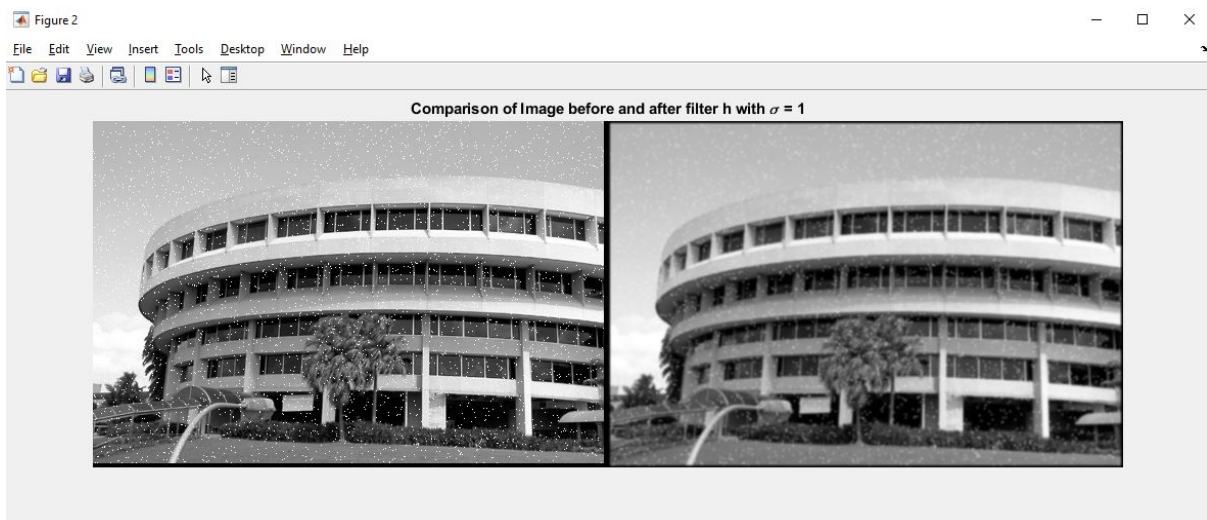 Figure 2
File Edit View Insert Tools Desktop Window Help
Comparison of Image before and after filter h with σ = 1